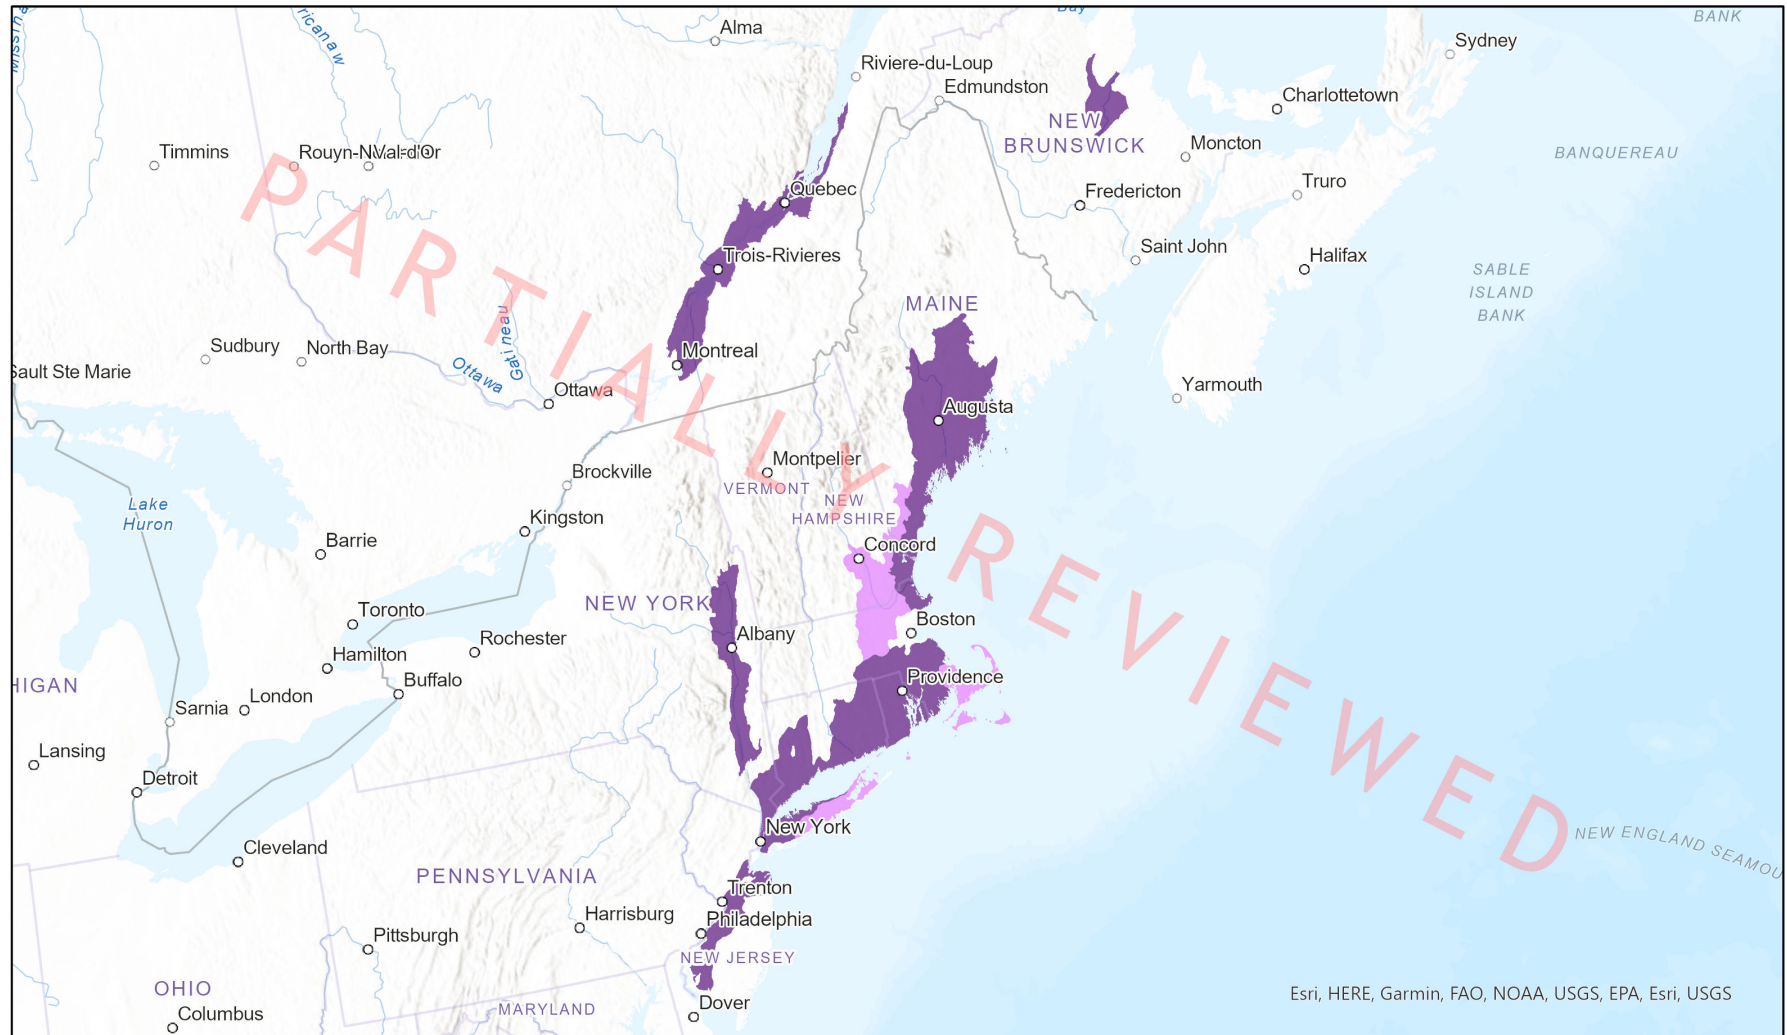 Bay
BANK
Alma
Sydney
Riviere-du-Loup
Edmundston
Charlottetown
NEW
BRUNSWICK
Timmins
Rouyn-N
Val-d'Or
Moncton
BANQUEREAU
Quebec
Fredericton
Truro
Trois-Rivieres
Saint John
Halifax
SABLE
ISLAND
BANK
MAINE
Gatineau
Sudbury
North Bay
Montreal
Sault Ste Marie
Ottawa
Ottawa
Yarmouth
Augusta
Montpelier
Brockville
VERMONT
NEW
HAMPSHIRE
Lake
Huron
Kingston
Barrie
Concord
NEW YORK
Toronto
Boston
Albany
Rochester
Hamilton
Providence
HIGAN
Buffalo
London
Sarnia
Lansing
Detroit
New York
Cleveland
NEW ENGLAND SEAMOU
PENNSYLVANIA
Trenton
Harrisburg
Philadelphia
Pittsburgh
NEW JERSEY
OHIO
Dover
MARYLAND
Columbus
PARTIALLY REVIEWED
Esri, HERE, Garmin, FAO, NOAA, USGS, EPA, Esri, USGS